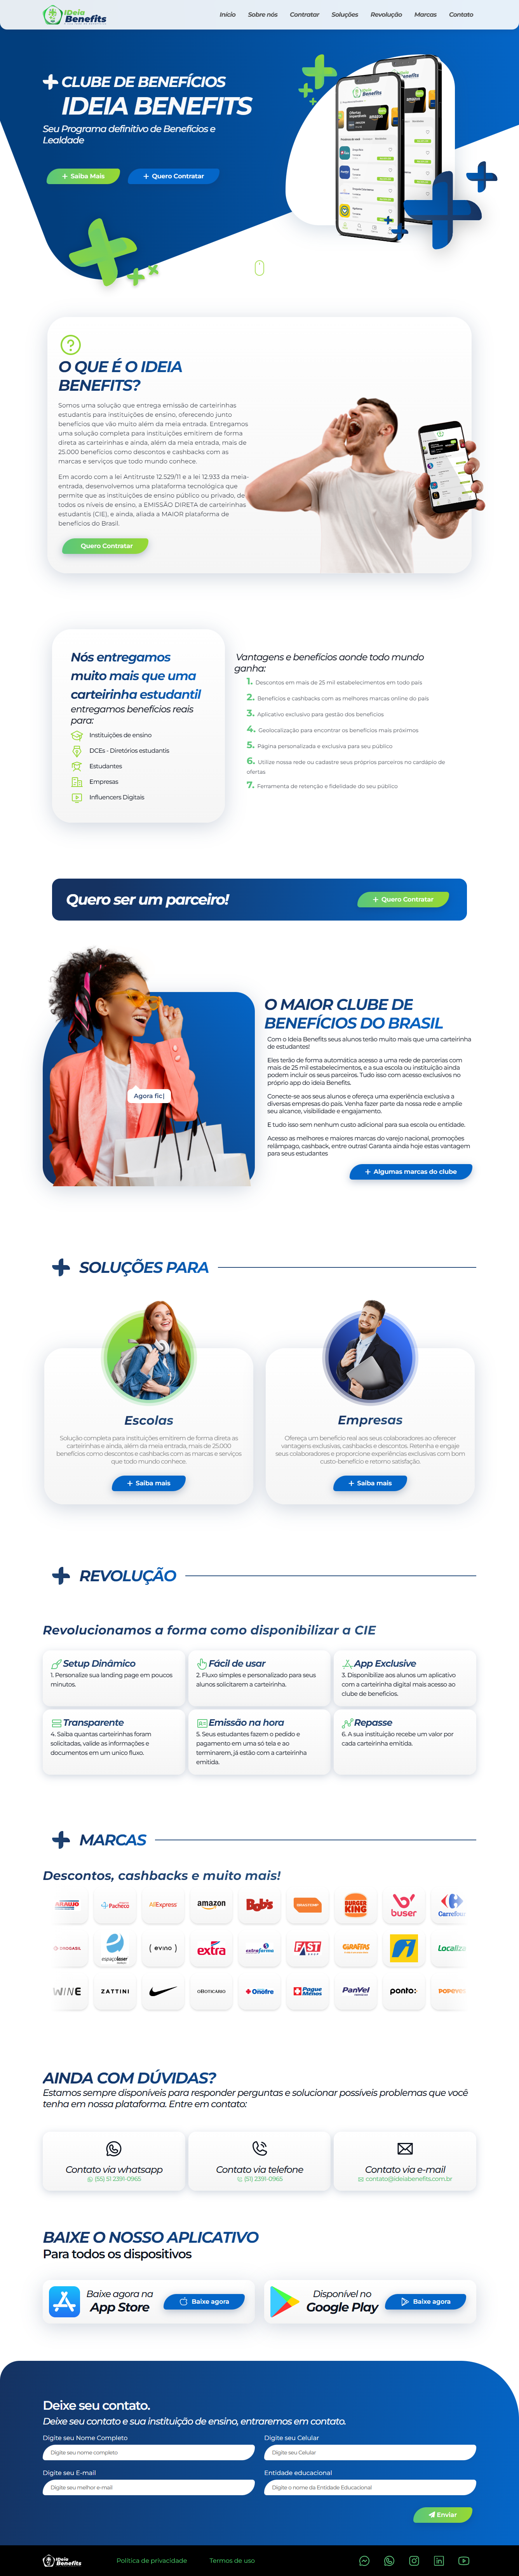 IDeia
Benefits
Início
Sobre nós
Contratar
Soluções
Revolução
Marcas
Contato
CLUBE DE BENEFÍCIOS
IDEIA BENEFITS
Seu Programa definitivo de Benefícios e
Lealdade
Saiba Mais
Quero Contratar
O QUE É O IDEIA
BENEFITS?
Somos uma solução que entrega emissão de carteirinhas
estudantis para instituições de ensino, oferecendo junto
benefícios que vão muito além da meia entrada. Entregamos
uma solução completa para instituições emitirem de forma
direta as carteirinhas e ainda, além da meia entrada, mais de
25.000 benefícios como descontos e cashbacks com as
marcas e serviços que todo mundo conhece.
Em acordo com a lei Antitruste 12.529/11 e a lei 12.933 da meia-
entrada, desenvolvemos uma plataforma tecnológica que
permite que as instituições de ensino público ou privado, de
todos os níveis de ensino, a EMISSÃO DIRETA de carteirinhas
estudantis (CIE), e ainda, aliada a MAIOR plataforma de
benefícios do Brasil.
Quero Contratar
Nós entregamos
muito mais que uma
carteirinha estudantil
entregamos benefícios reais
para:
Instituições de ensino
DCEs - Diretórios estudantis
Estudantes
Empresas
Influencers Digitais
Vantagens e benefícios aonde todo mundo
ganha:
1. Descontos em mais de 25 mil estabelecimentos em todo país
2. Benefícios e cashbacks com as melhores marcas online do país
3. Aplicativo exclusivo para gestão dos benefícios
4. Geolocalização para encontrar os benefícios mais próximos
5. Página personalizada e exclusiva para seu público
6. Utilize nossa rede ou cadastre seus próprios parceiros no cardápio de
ofertas
7. Ferramenta de retenção e fidelidade do seu público
Quero ser um parceiro!
Quero Contratar
Agora fic|
O MAIOR CLUBE DE
BENEFÍCIOS DO BRASIL
Com o Ideia Benefits seus alunos terão muito mais que uma carteirinha
de estudantes!
Eles terão de forma automática acesso a uma rede de parcerias com
mais de 25 mil estabelecimentos, e a sua escola ou instituição ainda
podem incluir os seus parceiros. Tudo isso com acesso exclusivos no
próprio app do ideia Benefits.
Conecte-se aos seus alunos e ofereça uma experiência exclusiva a
diversas empresas do país. Venha fazer parte da nossa rede e amplie
seu alcance, visibilidade e engajamento.
E tudo isso sem nenhum custo adicional para sua escola ou entidade.
Acesso as melhores e maiores marcas do varejo nacional, promoções
relâmpago, cashback, entre outras! Garanta ainda hoje estas vantagem
para seus estudantes
Algumas marcas do clube
SOLUÇÕES PARA
Escolas
Solução completa para instituições emitirem de forma direta as
carteirinhas e ainda, além da meia entrada, mais de 25.000
benefícios como descontos e cashbacks com as marcas e serviços
que todo mundo conhece.
Saiba mais
Empresas
Ofereça um benefício real aos seus colaboradores ao oferecer
vantagens exclusivas, cashbacks e descontos. Retenha e engaje
seus colaboradores e proporcione experiências exclusivas com bom
custo-benefício e retorno satisfação.
Saiba mais
REVOLUÇÃO
Revolucionamos a forma como disponibilizar a CIE
Setup Dinâmico
1. Personalize sua landing page em poucos
minutos.
Fácil de usar
2. Fluxo simples e personalizado para seus
alunos solicitarem a carteirinha.
App Exclusive
3. Disponibilize aos alunos um aplicativo
com a carteirinha digital mais acesso ao
clube de benefícios.
Transparente
4. Saiba quantas carteirinhas foram
solicitadas, valide as informações e
documentos em um unico fluxo.
Emissão na hora
5. Seus estudantes fazem o pedido e
pagamento em uma só tela e ao
terminarem, já estão com a carteirinha
emitida.
Repasse
6. A sua instituição recebe um valor por
cada carteirinha emitida.
MARCAS
Descontos, cashbacks e muito mais!
ARAUJO
Pacheco
AliExpress
amazon
Bob's
BURGER
KING
buser
Carrefour
DROGASIL
espaçolaser
(evino)
extra
extrafarma
FAST
SHOP
GIRAFFAS
Localiza
WINE
ZATTINI
oBOTICÁRIO
Onofre
Pague
Menos
PanVel
ponto:
POPEYES
AINDA COM DÚVIDAS?
Estamos sempre disponíveis para responder perguntas e solucionar possíveis problemas que você
tenha em nossa plataforma. Entre em contato:
Contato via whatsapp
(55) 51 2391-0965
Contato via telefone
(51) 2391-0965
Contato via e-mail
contato@ideiabenefits.com.br
BAIXE O NOSSO APLICATIVO
Para todos os dispositivos
Baixe agora na
App Store
Baixe agora
Disponível no
Google Play
Baixe agora
Deixe seu contato.
Deixe seu contato e sua instituição de ensino, entraremos em contato.
Digite seu Nome Completo
Digite seu nome completo
Digite seu Celular
Digite seu Celular
Digite seu E-mail
Digite seu melhor e-mail
Entidade educacional
Digite o nome da Entidade Educacional
Enviar
IDeia
Benefits
Política de privacidade
Termos de uso